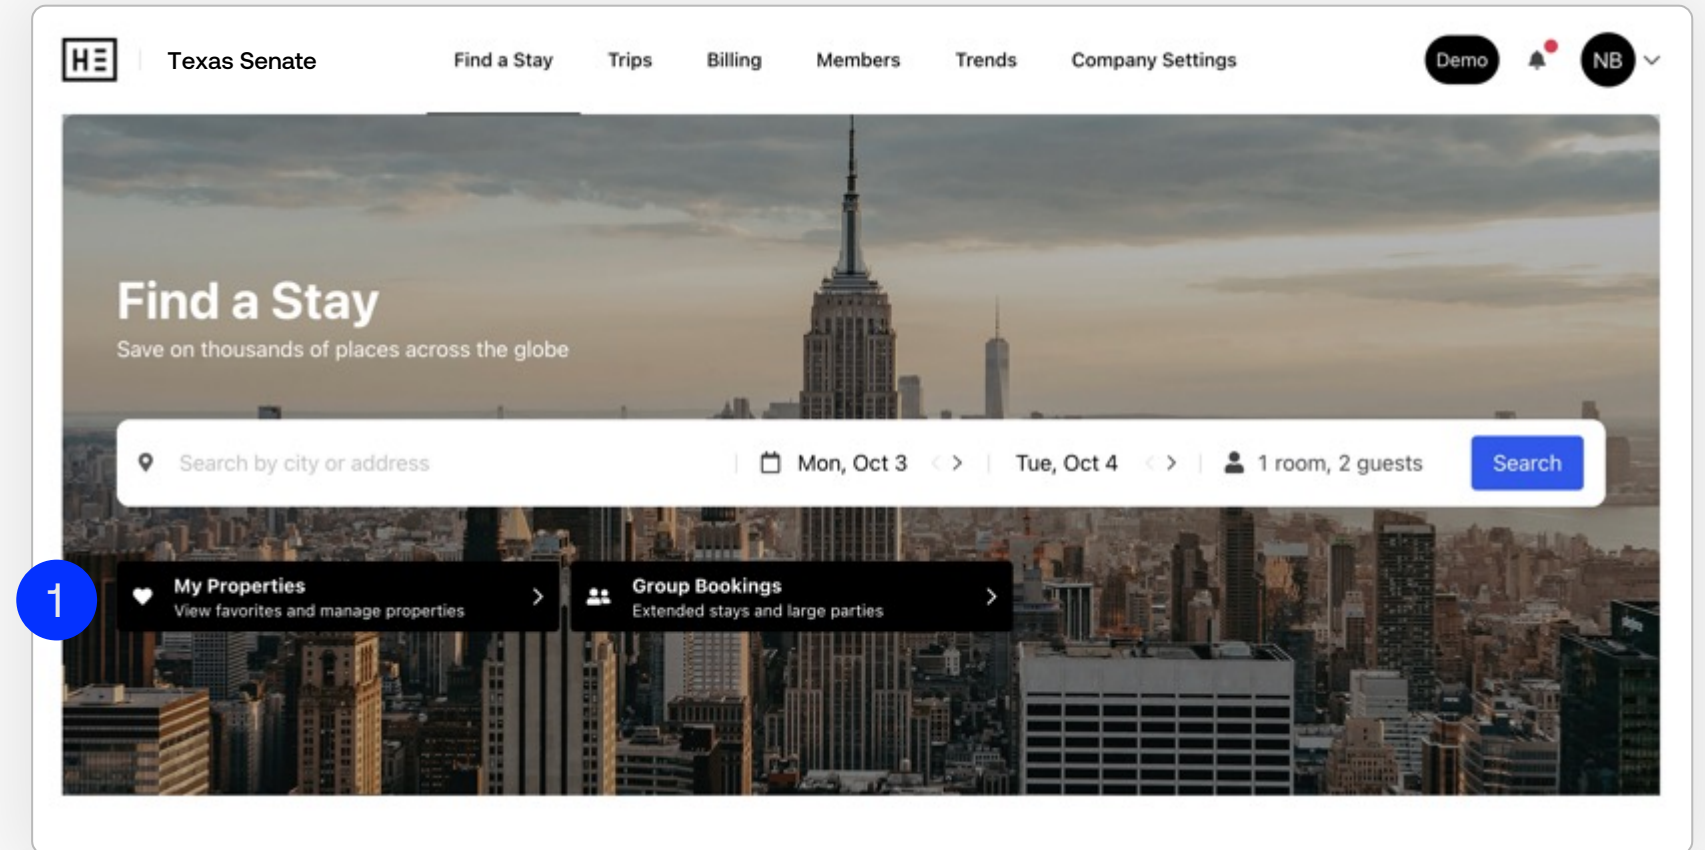 HE
Texas Senate
Find a Stay
Trips
Billing
Members
Trends
Company Settings
Demo
NB
Find a Stay
Save on thousands of places across the globe
Search by city or address
Mon, Oct 3
Tue, Oct 4
1 room, 2 guests
Search
1
My Properties
View favorites and manage properties
Group Bookings
Extended stays and large parties